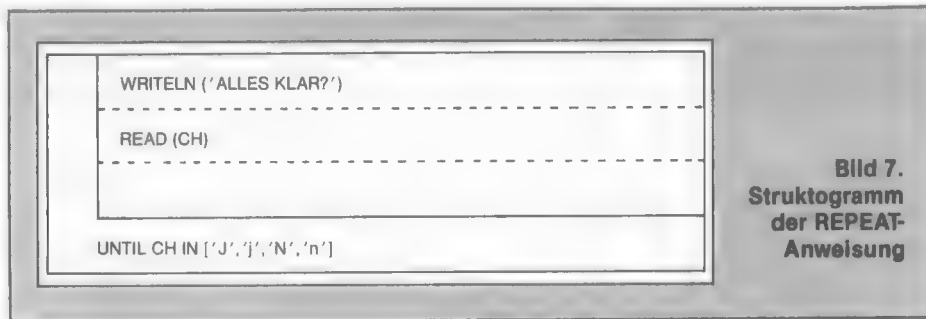 WRITELN ('ALLES KLAR?')
READ (CH)
UNTIL CH IN ['J','j','N','n']
Bild 7.
Struktogramm
der REPEAT-
Anweisung